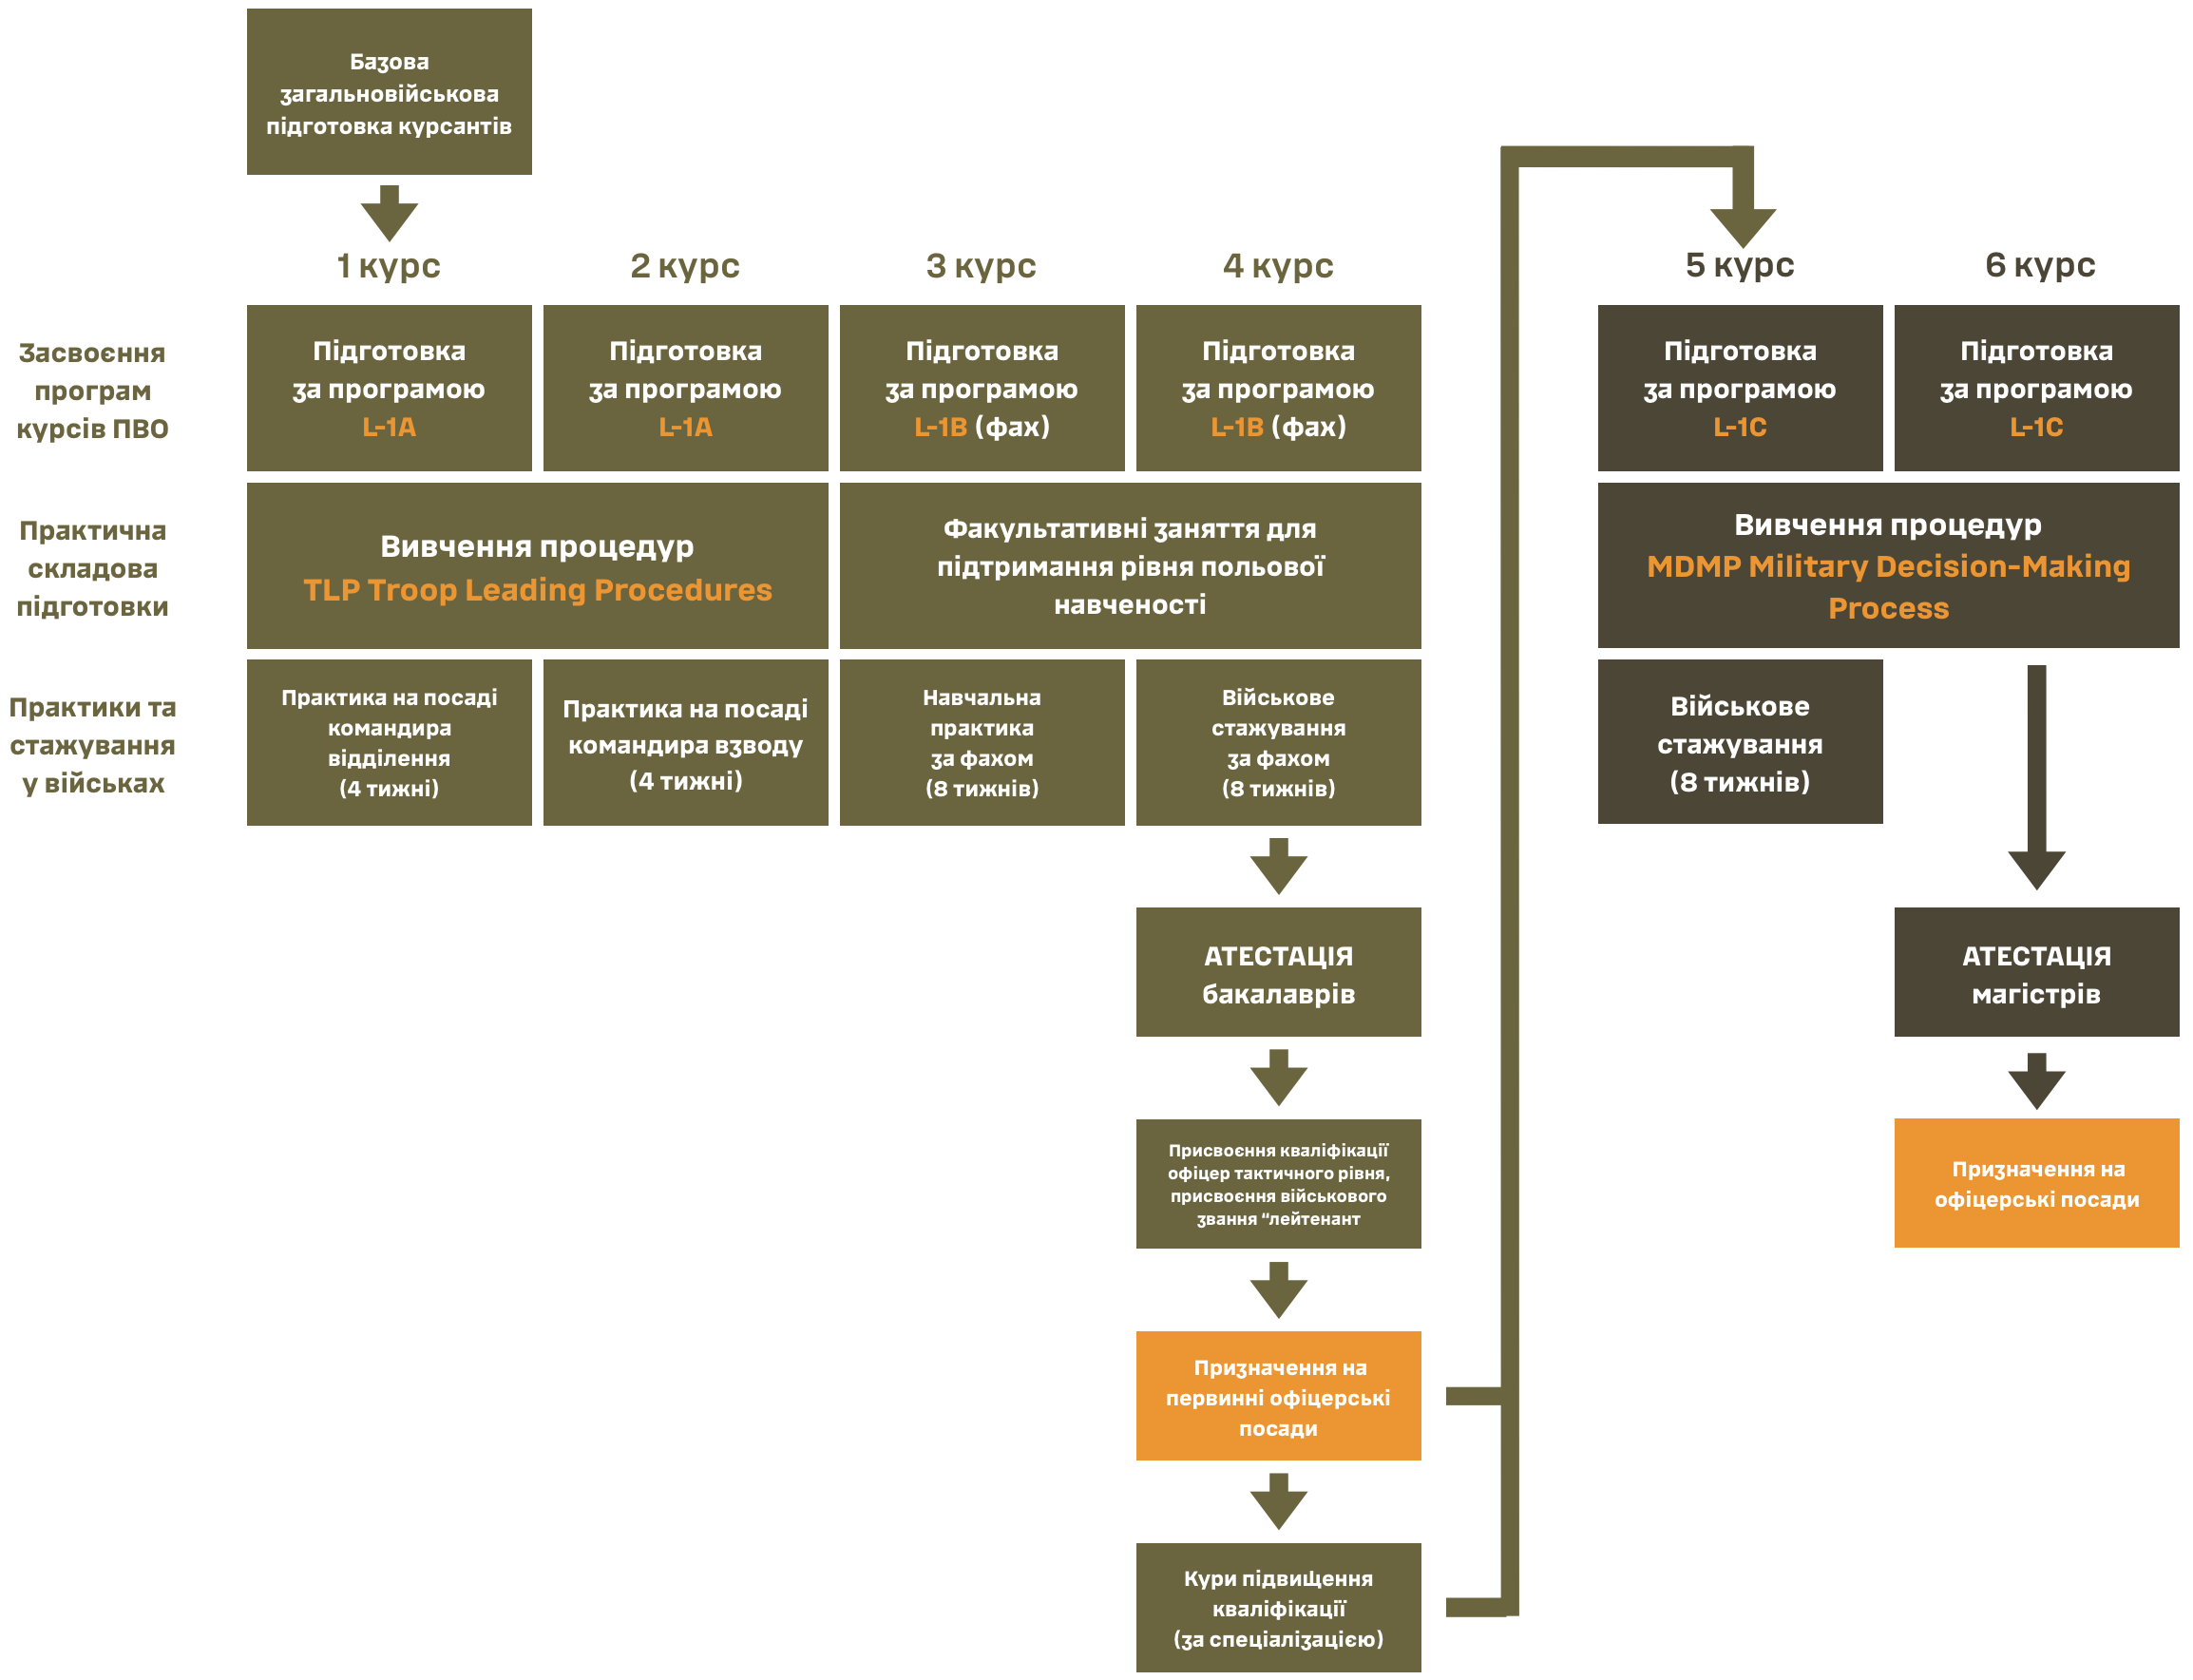 Базова
загальновійськова
підготовка курсантів
1 курс
2 курс
3 курс
4 курс
5 курс
6 курс
Засвоєння
програм
курсів ПВО
Підготовка
за програмою
L-1A
Підготовка
за програмою
L-1A
Підготовка
за програмою
L-1B (фах)
Підготовка
за програмою
L-1B (фах)
Підготовка
за програмою
L-1C
Підготовка
за програмою
L-1C
Практична
складова
підготовки
Вивчення процедур
TLP Troop Leading Procedures
Факультативні заняття для
підтримання рівня польової
навченості
Вивчення процедур
MDMP Military Decision-Making
Process
Практики та
стажування
у військах
Практика на посаді
командира
відділення
(4 тижні)
Практика на посаді
командира взводу
(4 тижні)
Навчальна
практика
за фахом
(8 тижнів)
Військове
стажування
за фахом
(8 тижнів)
Військове
стажування
(8 тижнів)
АТЕСТАЦІЯ
бакалаврів
АТЕСТАЦІЯ
магістрів
Присвоєння кваліфікації
офіцер тактичного рівня,
присвоєння військового
звання “лейтенант
Призначення на
офіцерські посади
Призначення на
первинні офіцерські
посади
Кури підвищення
кваліфікації
(за спеціалізацією)